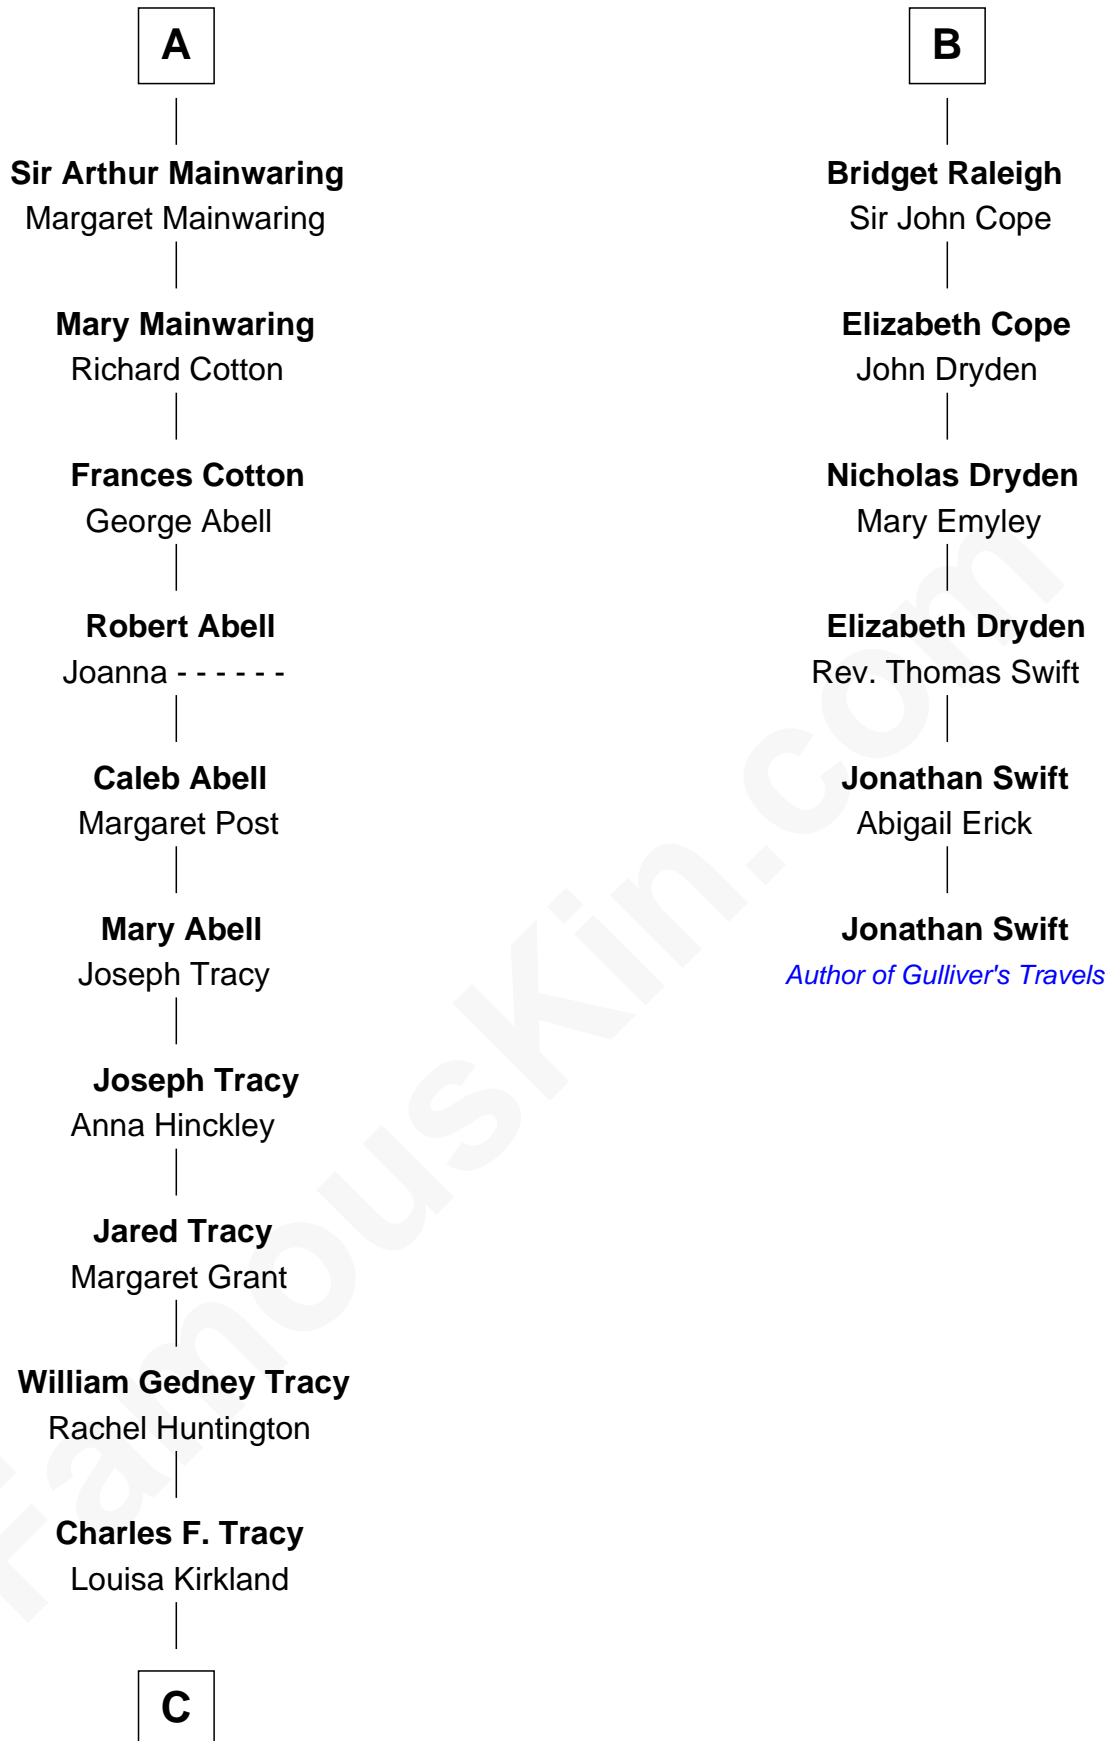 A
Sir Arthur Mainwaring
Margaret Mainwaring
Mary Mainwaring
Richard Cotton
Frances Cotton
George Abell
Robert Abell
Joanna - - - - - -
Caleb Abell
Margaret Post
Mary Abell
Joseph Tracy
Joseph Tracy
Anna Hinckley
Jared Tracy
Margaret Grant
William Gedney Tracy
Rachel Huntington
Charles F. Tracy
Louisa Kirkland
C
B
Bridget Raleigh
Sir John Cope
Elizabeth Cope
John Dryden
Nicholas Dryden
Mary Emyley
Elizabeth Dryden
Rev. Thomas Swift
Jonathan Swift
Abigail Erick
Jonathan Swift
Author of Gulliver's Travels
FamousKin.com